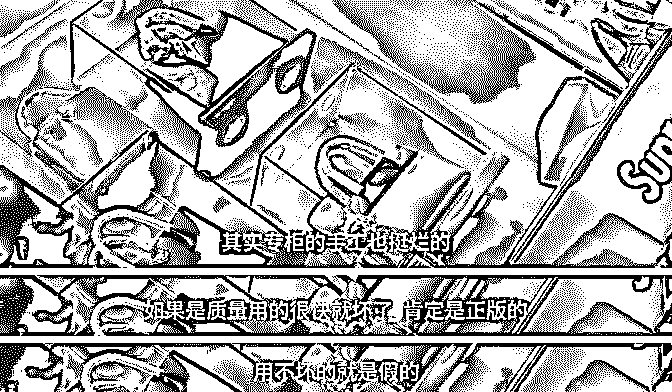 其实专柜的手工也挺烂的
Sup
如果是质量用的很快就坏了 肯定是正版的
用不坏的就是假的